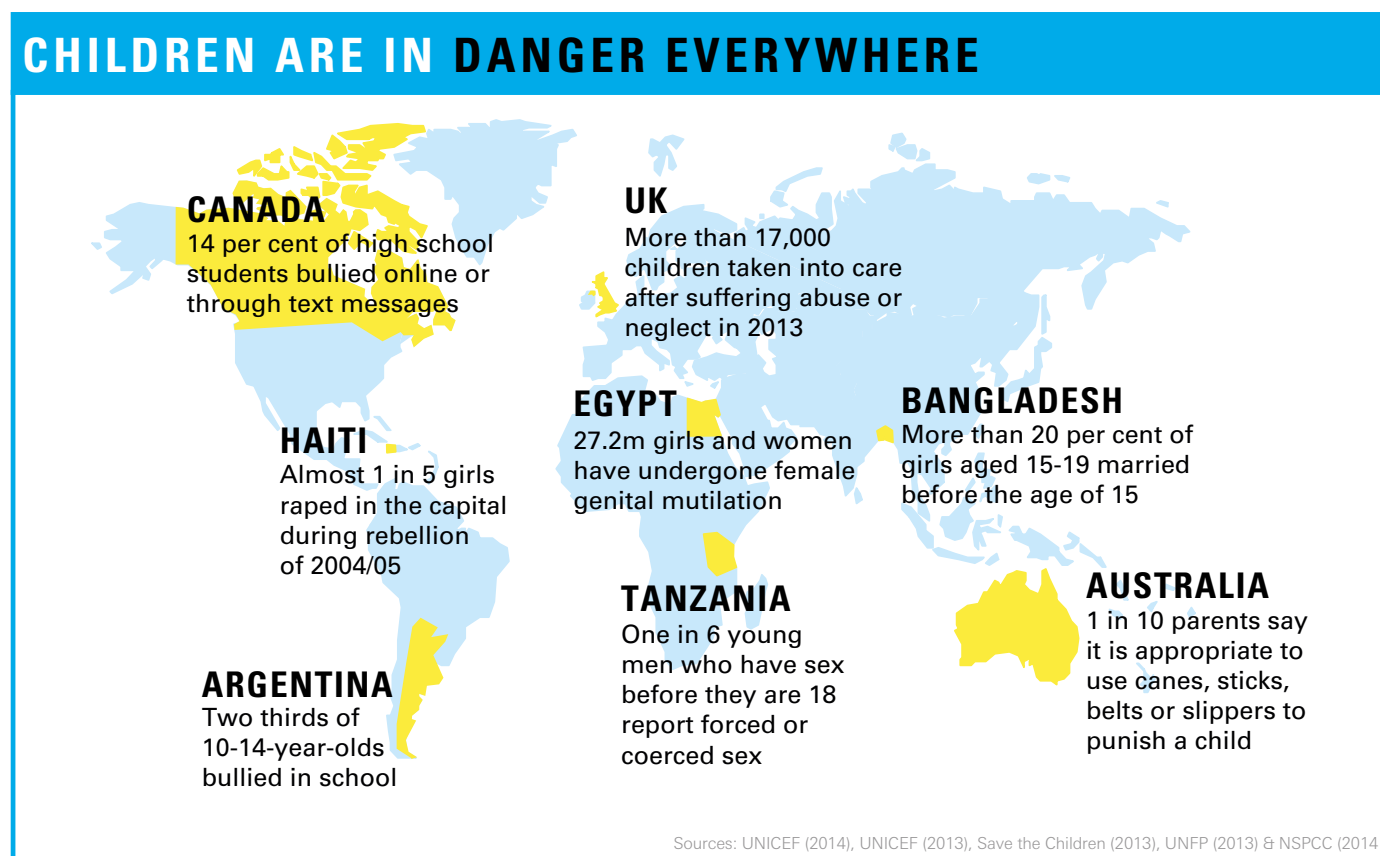 CHILDREN ARE IN DANGER EVERYWHERE
CANADA
14 per cent of high school
students bullied online or
through text messages
UK
More than 17,000
children taken into care
after suffering abuse or
neglect in 2013
HAITI
Almost 1 in 5 girls
raped in the capital
during rebellion
of 2004/05
EGYPT
27.2m girls and women
have undergone female
genital mutilation
BANGLADESH
More than 20 per cent of
girls aged 15-19 married
before the age of 15
ARGENTINA
Two thirds of
10-14-year-olds
bullied in school
TANZANIA
One in 6 young
men who have sex
before they are 18
report forced or
coerced sex
AUSTRALIA
1 in 10 parents say
it is appropriate to
use canes, sticks,
belts or slippers to
punish a child
Sources: UNICEF (2014), UNICEF (2013), Save the Children (2013), UNFP (2013) & NSPCC (2014